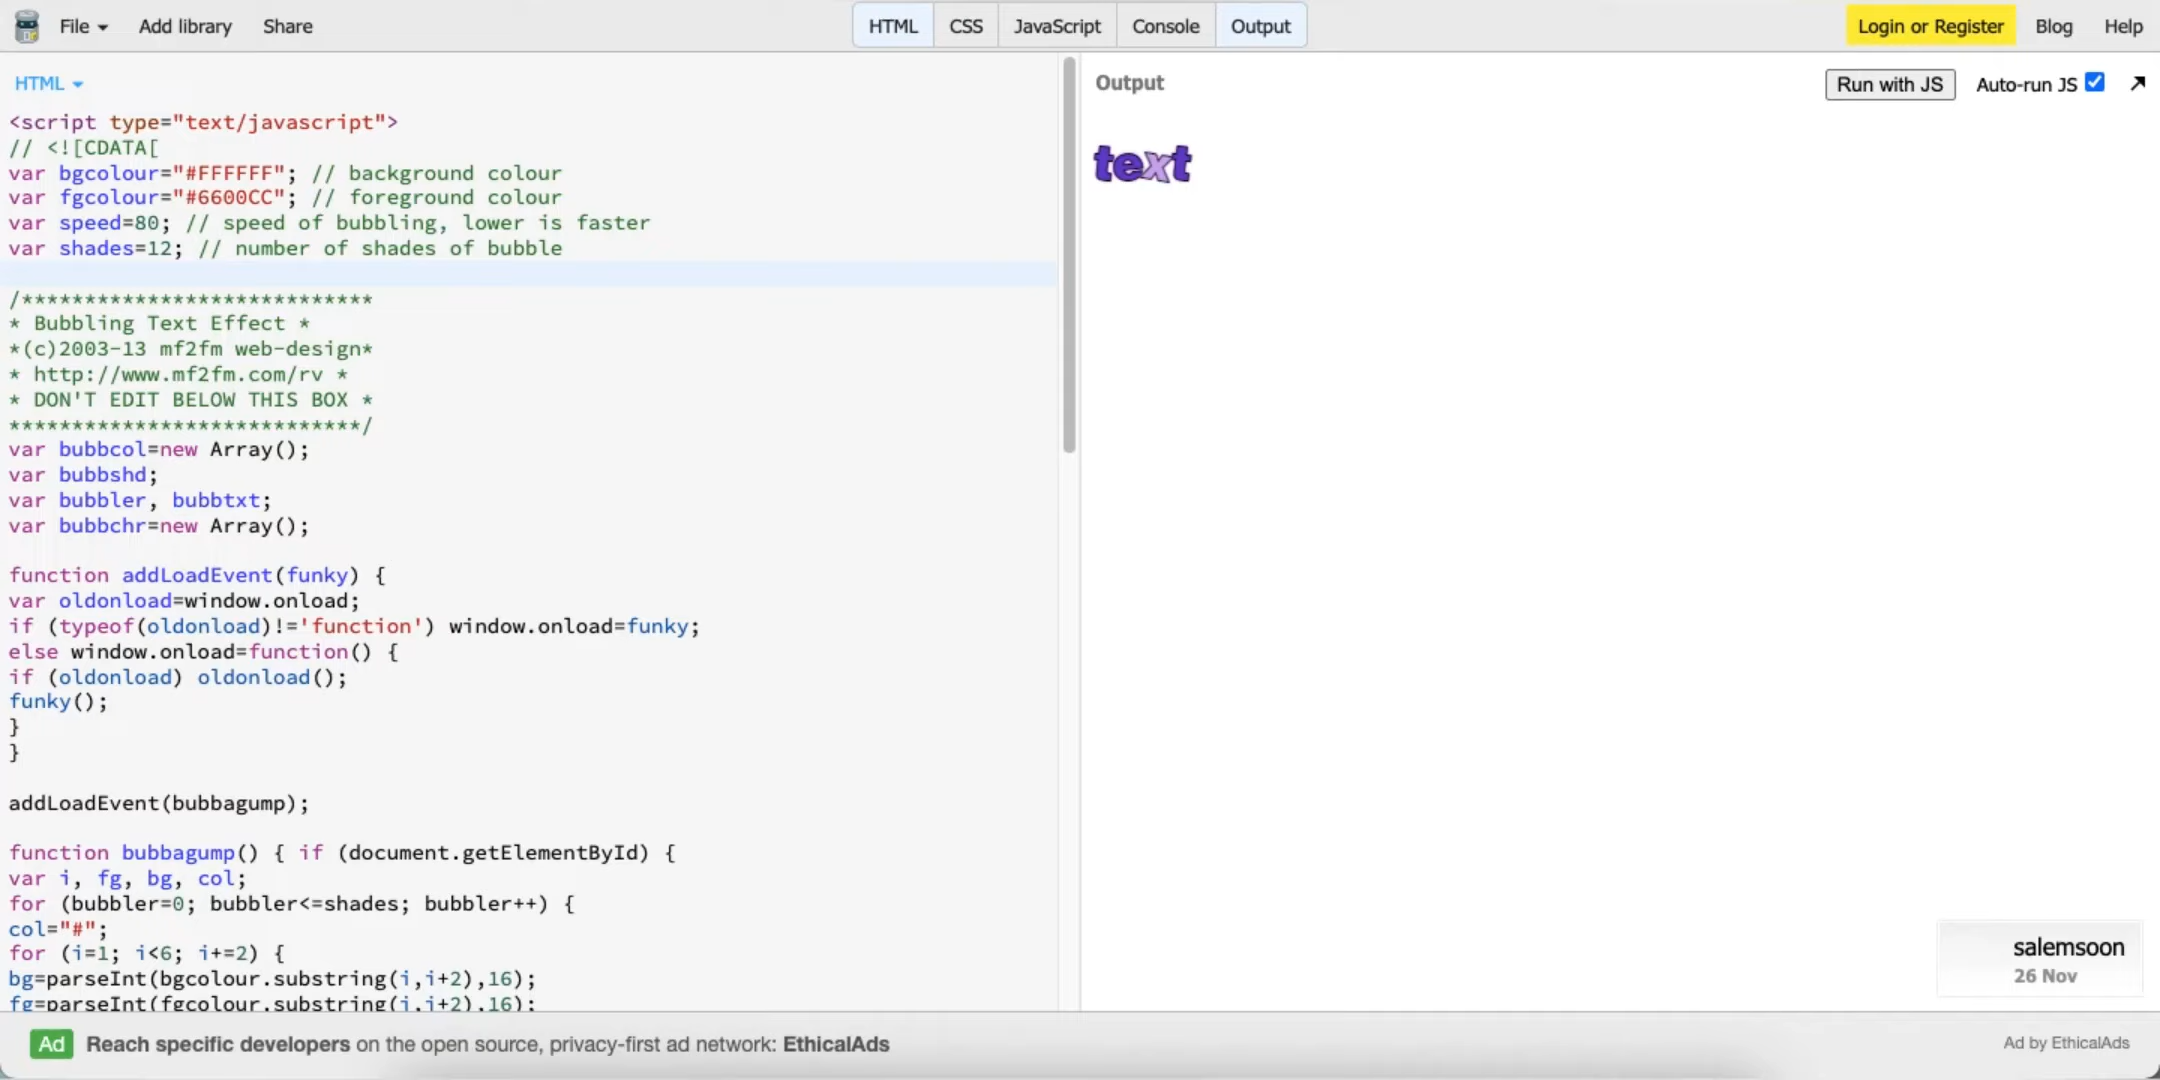 File Add library Share HTML CSS JavaScript Console Output Login or Register Blog Help
HTML
<script type="text/javascript">
// <![CDATA[
var bgcolour="#FFFFFF"; // background colour
var fgcolour="#6600CC"; // foreground colour
var speed=80; // speed of bubbling, lower is faster
var shades=12; // number of shades of bubble
/****************************
* Bubbling Text Effect *
*(c)2003-13 mf2fm web-design*
* http://www.mf2fm.com/rv *
* DON'T EDIT BELOW THIS BOX *
****************************/
var bubbcol=new Array();
var bubbshd;
var bubbler, bubbtxt;
var bubbchr=new Array();
function addLoadEvent(funky) {
var oldonload=window.onload;
if (typeof(oldonload)!='function') window.onload=funky;
else window.onload=function() {
if (oldonload) oldonload();
funky();
}
}
addLoadEvent(bubbagump);
function bubbagump() { if (document.getElementById) {
var i, fg, bg, col;
for (bubbler=0; bubbler<=shades; bubbler++) {
col="#";
for (i=1; i<6; i+=2) {
bg=parseInt(bgcolour.substring(i,i+2),16);
fg=parseInt(fgcolour.substring(i,i+2),16);
Output Run with JS Auto-run JS
text
salemsoon
26 Nov
Ad Reach specific developers on the open source, privacy-first ad network: EthicalAds Ad by EthicalAds